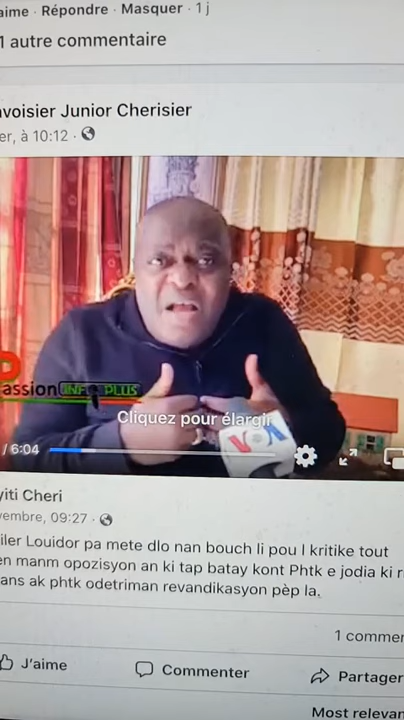 aime · Répondre · Masquer · 1 j
1 autre commentaire
voisier Junior Cherisier
er, à 10:12 ·
assion INFO PLUS
Cliquez pour élargir
VOA
/ 6:04
yiti Cheri
vembre, 09:27 ·
iler Louidor pa mete dlo nan bouch li pou l kritike tout
en manm opozisyon an ki tap batay kont Phtk e jodia ki r
ans ak phtk odetriman revandikasyon pèp la.
1 commen
J'aime
Commenter
Partager
Most relevan